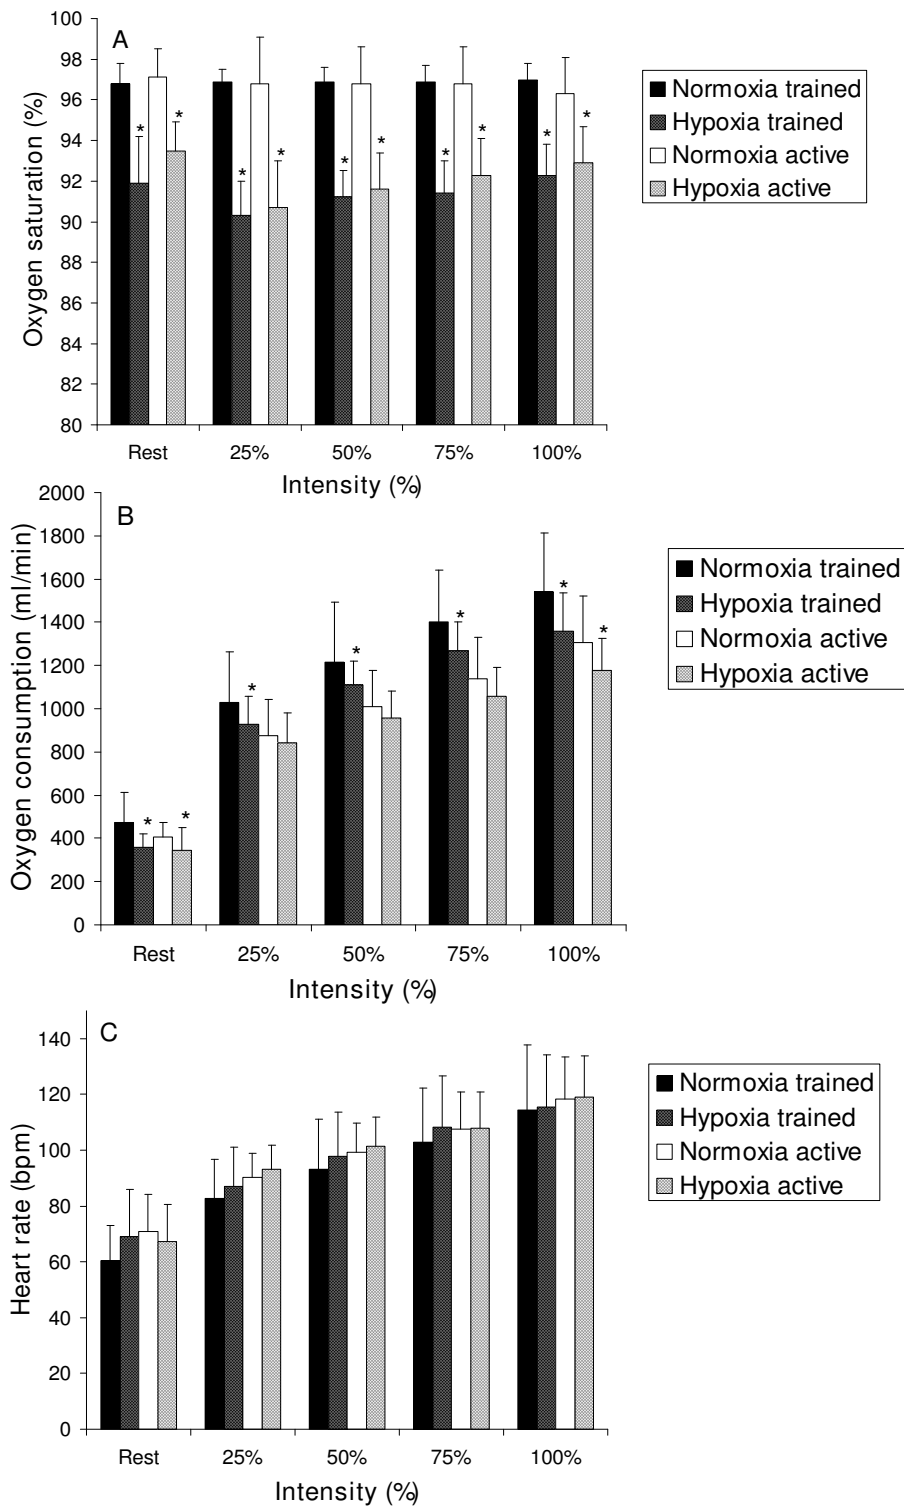 A
Oxygen saturation (%)
100
98
96
94
92
90
88
86
84
82
80
* * * * * * * * * *
Rest 25% 50% 75% 100%
Intensity (%)
Normoxia trained
Hypoxia trained
Normoxia active
Hypoxia active
B
Oxygen consumption (ml/min)
2000
1800
1600
1400
1200
1000
800
600
400
200
0
* * * * * * *
Rest 25% 50% 75% 100%
Intensity (%)
Normoxia trained
Hypoxia trained
Normoxia active
Hypoxia active
C
Heart rate (bpm)
140
120
100
80
60
40
20
0
Rest 25% 50% 75% 100%
Intensity (%)
Normoxia trained
Hypoxia trained
Normoxia active
Hypoxia active